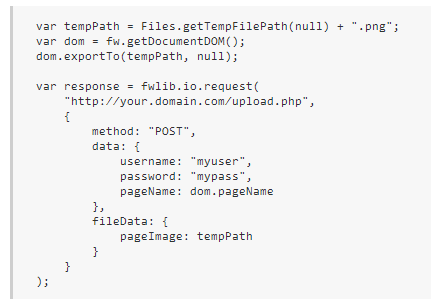 var tempPath = Files.getTempFilePath(null) + ".png";
var dom = fw.getDocumentDOM();
dom.exportTo(tempPath, null);

var response = fwlib.io.request(
    "http://your.domain.com/upload.php",
    {
        method: "POST",
        data: {
            username: "myuser",
            password: "mypass",
            pageName: dom.pageName
        },
        fileData: {
            pageImage: tempPath
        }
    }
);